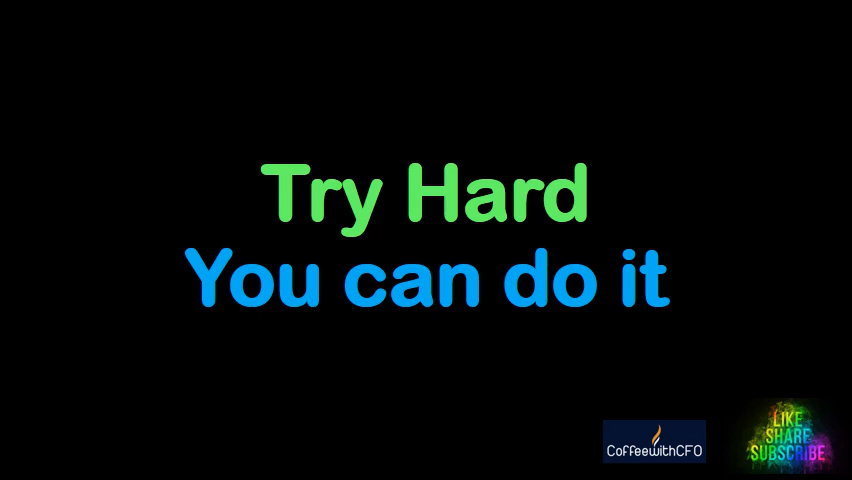 Try Hard
You can do it
CoffeewithCFO
LIKE
SHARE
SUBSCRIBE